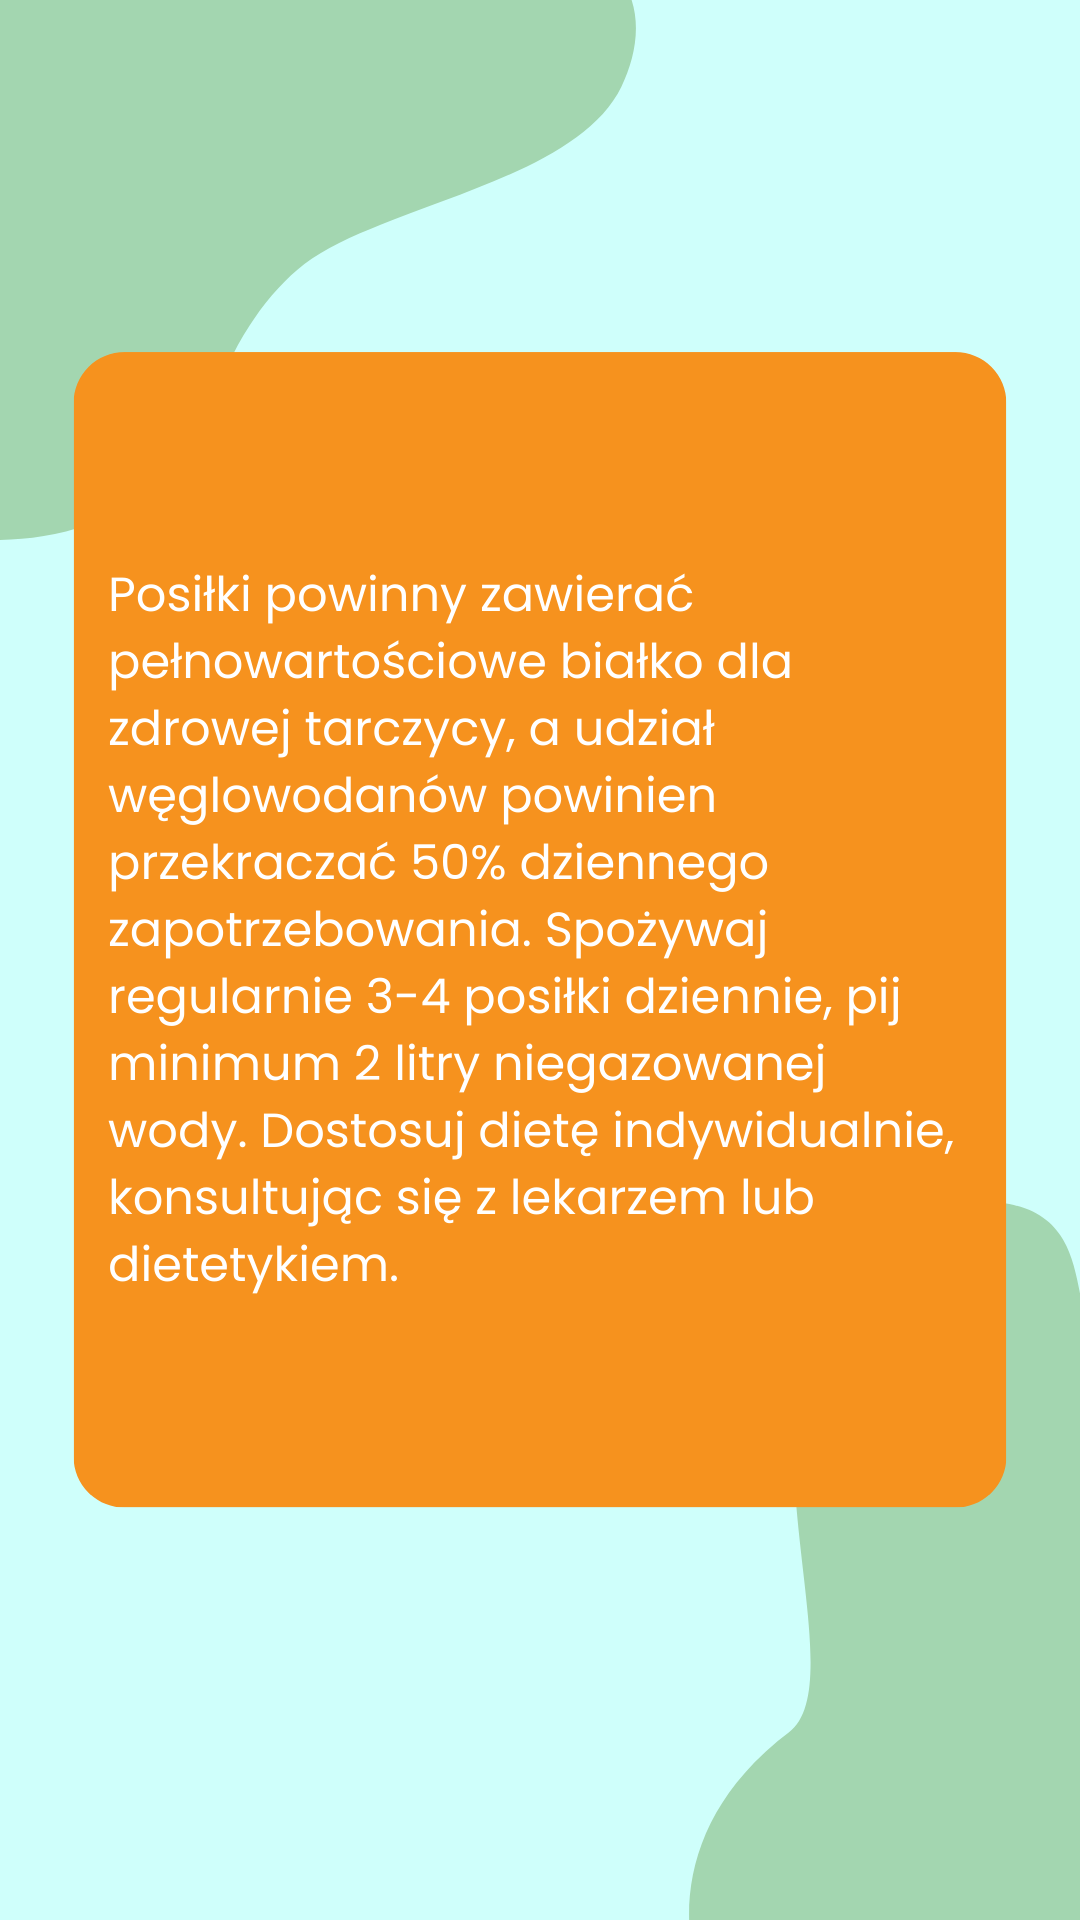 Posiłki powinny zawierać
pełnowartościowe białko dla
zdrowej tarczycy, a udział
węglowodanów powinien
przekraczać 50% dziennego
zapotrzebowania. Spożywaj
regularnie 3-4 posiłki dziennie, pij
minimum 2 litry niegazowanej
wody. Dostosuj dietę indywidualnie,
konsultując się z lekarzem lub
dietetykiem.